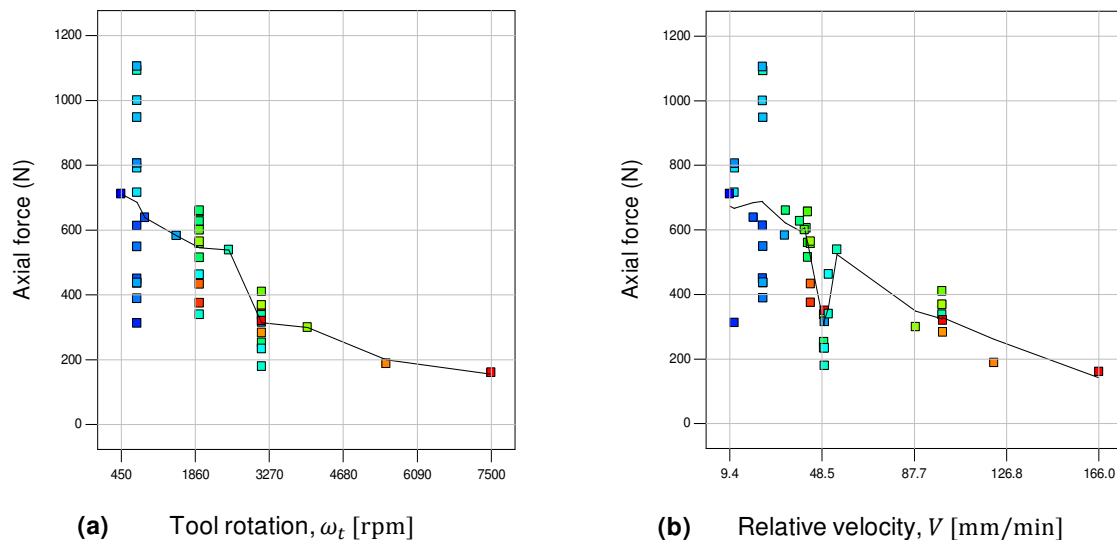 1200
1000
800
600
400
200
0
Axial force (N)
450 1860 3270 4680 6090 7500
(a) Tool rotation, ω_t [rpm]
1200
1000
800
600
400
200
0
Axial force (N)
9.4 48.5 87.7 126.8 166.0
(b) Relative velocity, V [mm/min]